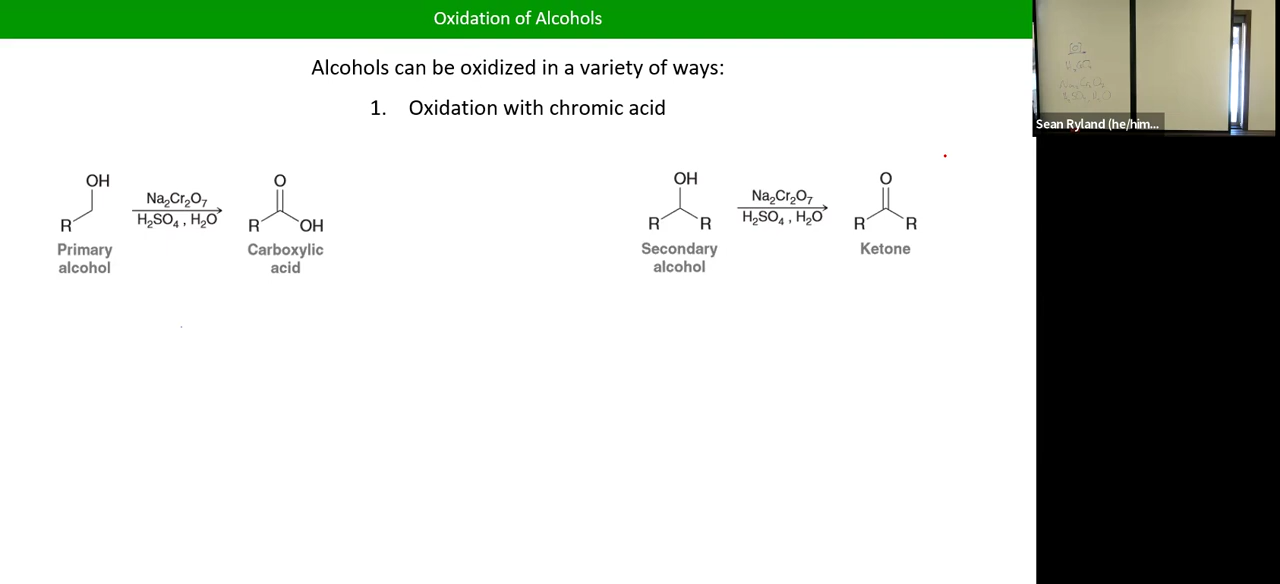 Oxidation of Alcohols
Alcohols can be oxidized in a variety of ways:
1. Oxidation with chromic acid
OH
R
Primary
alcohol
Na₂Cr₂O₇
H₂SO₄ , H₂O
O
R
OH
Carboxylic
acid
OH
R
R
Secondary
alcohol
Na₂Cr₂O₇
H₂SO₄ , H₂O
O
R
R
Ketone
Sean Ryland (he/him...